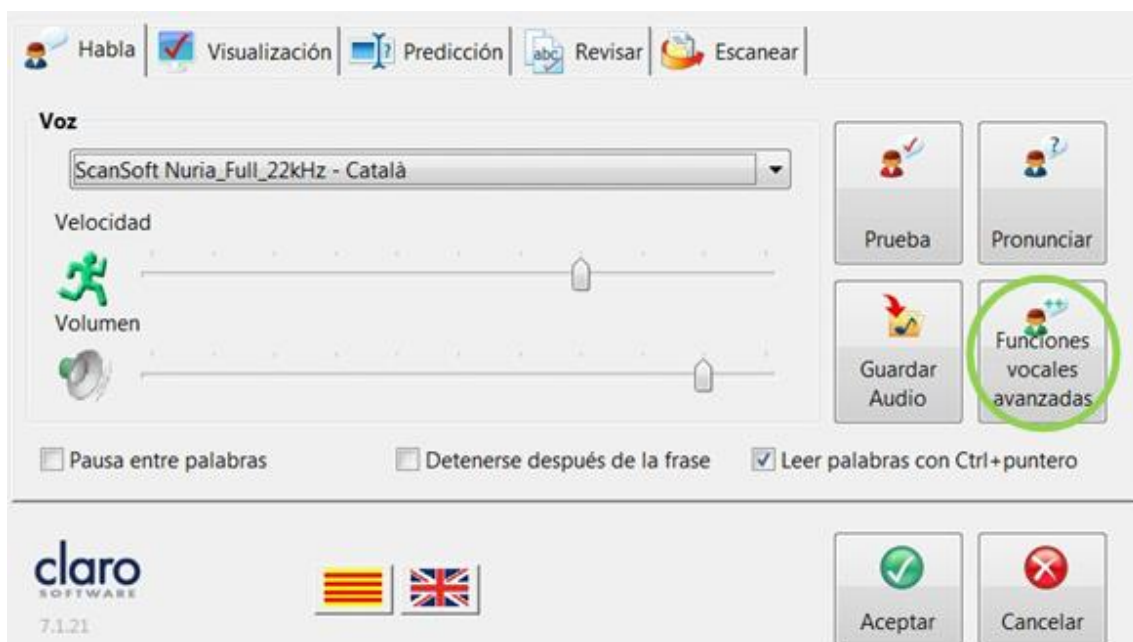 Habla
Visualización
Predicción
abc
Revisar
Escanear
Voz
ScanSoft Nuria_Full_22kHz - Català
Velocidad
Volumen
Prueba
Pronunciar
Guardar
Audio
Funciones
vocales
avanzadas
Pausa entre palabras
Detenerse después de la frase
Leer palabras con Ctrl+puntero
claro
SOFTWARE
7.1.21
Aceptar
Cancelar